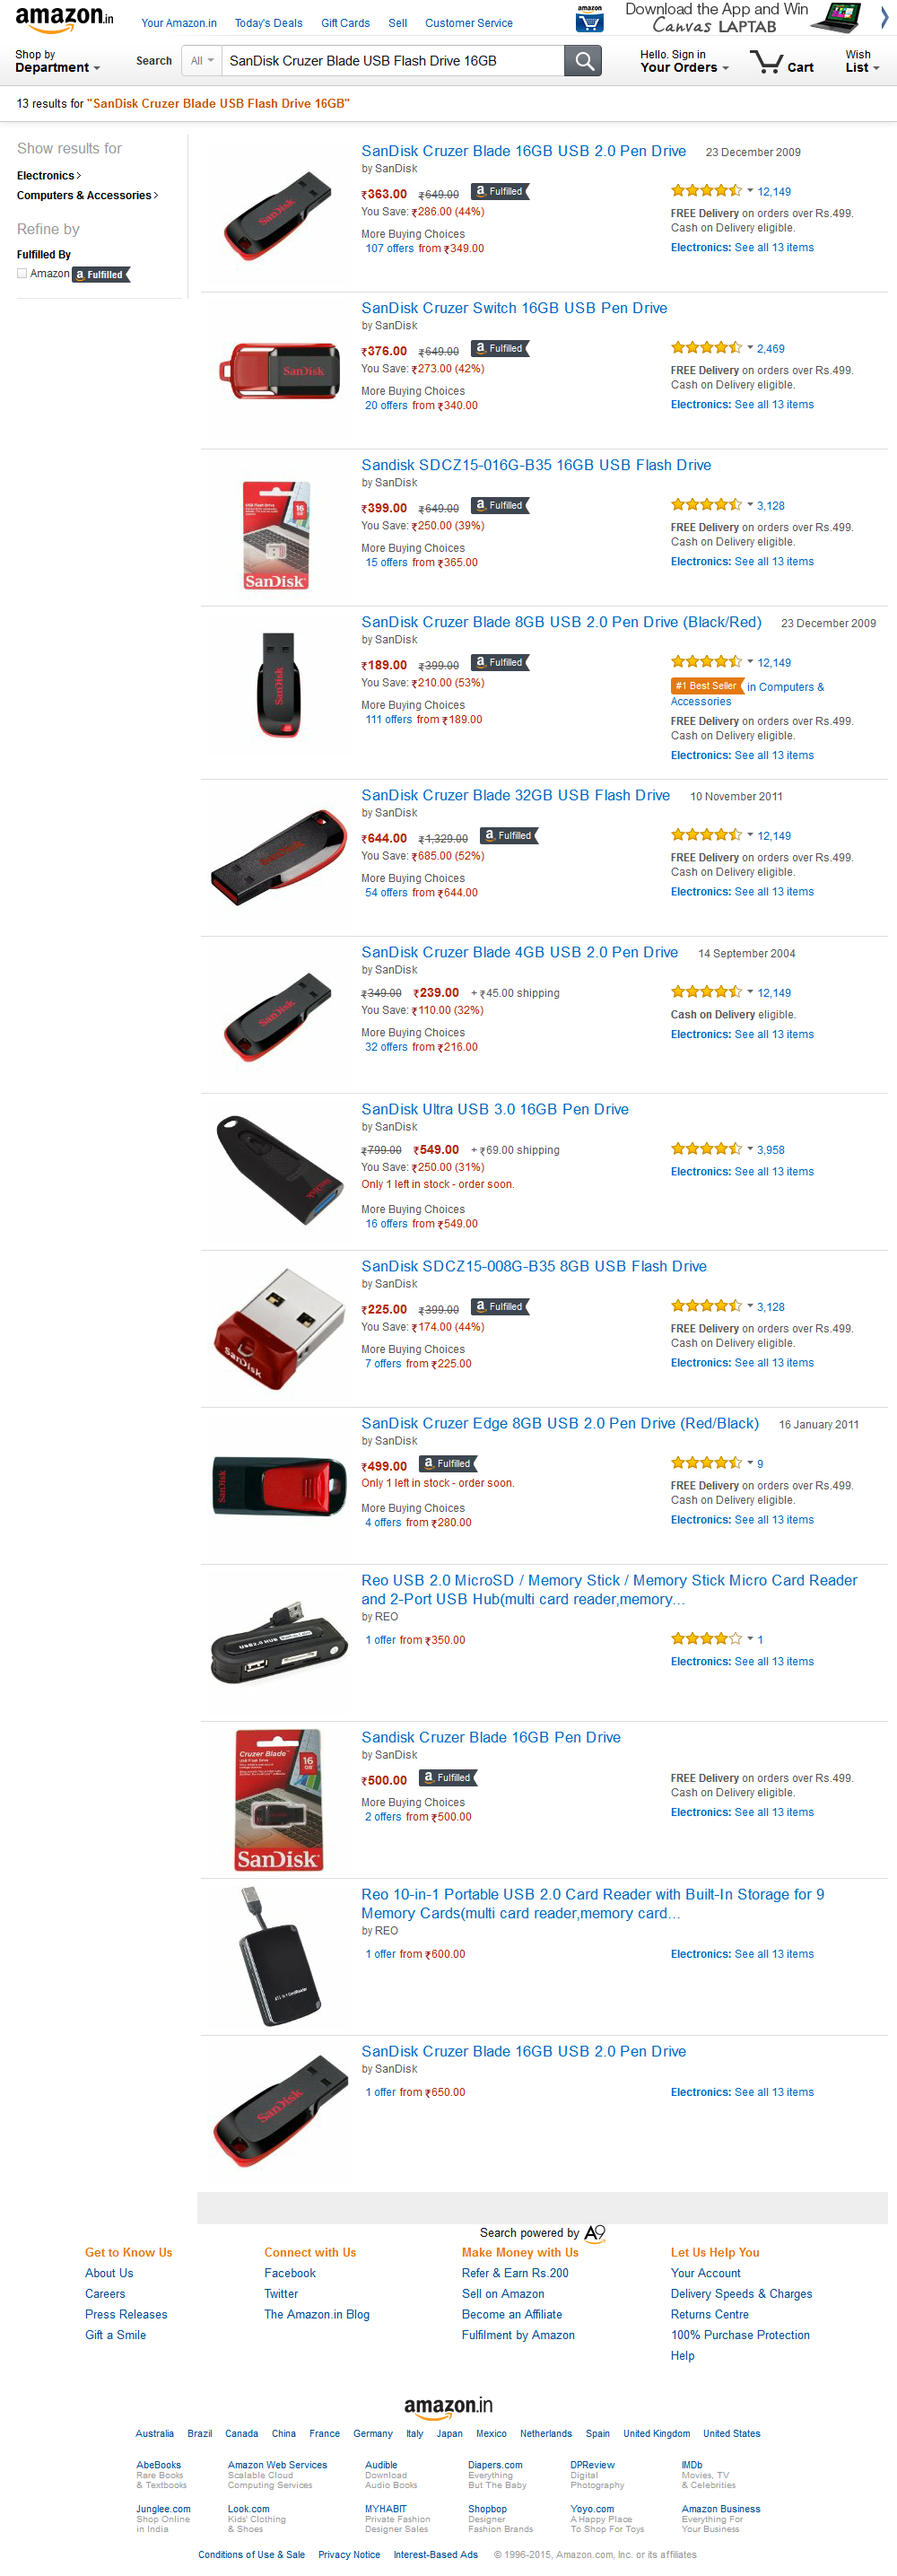 amazon.in
Your Amazon.in Today's Deals Gift Cards Sell Customer Service
amazon
Download the App and Win
Canvas LAPTAB
Shop by
Department
Search All SanDisk Cruzer Blade USB Flash Drive 16GB
Hello. Sign in
Your Orders
Cart
Wish
List
13 results for "SanDisk Cruzer Blade USB Flash Drive 16GB"
Show results for
Electronics
Computers & Accessories
Refine by
Fulfilled By
Amazon a Fulfilled
SanDisk
SanDisk Cruzer Blade 16GB USB 2.0 Pen Drive 23 December 2009
by SanDisk
₹363.00 ₹649.00 a Fulfilled
You Save: ₹286.00 (44%)
More Buying Choices
107 offers from ₹349.00
12,149
FREE Delivery on orders over Rs.499.
Cash on Delivery eligible.
Electronics: See all 13 items
SanDisk
SanDisk Cruzer Switch 16GB USB Pen Drive
by SanDisk
₹376.00 ₹649.00 a Fulfilled
You Save: ₹273.00 (42%)
More Buying Choices
20 offers from ₹340.00
2,469
FREE Delivery on orders over Rs.499.
Cash on Delivery eligible.
Electronics: See all 13 items
16
SanDisk
Sandisk SDCZ15-016G-B35 16GB USB Flash Drive
by SanDisk
₹399.00 ₹649.00 a Fulfilled
You Save: ₹250.00 (39%)
More Buying Choices
15 offers from ₹365.00
3,128
FREE Delivery on orders over Rs.499.
Cash on Delivery eligible.
Electronics: See all 13 items
SanDisk
SanDisk Cruzer Blade 8GB USB 2.0 Pen Drive (Black/Red) 23 December 2009
by SanDisk
₹189.00 ₹399.00 a Fulfilled
You Save: ₹210.00 (53%)
More Buying Choices
111 offers from ₹189.00
12,149
#1 Best Seller in Computers &
Accessories
FREE Delivery on orders over Rs.499.
Cash on Delivery eligible.
Electronics: See all 13 items
SanDisk
SanDisk Cruzer Blade 32GB USB Flash Drive 10 November 2011
by SanDisk
₹644.00 ₹1,329.00 a Fulfilled
You Save: ₹685.00 (52%)
More Buying Choices
54 offers from ₹644.00
12,149
FREE Delivery on orders over Rs.499.
Cash on Delivery eligible.
Electronics: See all 13 items
SanDisk
SanDisk Cruzer Blade 4GB USB 2.0 Pen Drive 14 September 2004
by SanDisk
₹349.00 ₹239.00 + ₹45.00 shipping
You Save: ₹110.00 (32%)
More Buying Choices
32 offers from ₹216.00
12,149
Cash on Delivery eligible.
Electronics: See all 13 items
SanDisk
SanDisk Ultra USB 3.0 16GB Pen Drive
by SanDisk
₹799.00 ₹549.00 + ₹69.00 shipping
You Save: ₹250.00 (31%)
Only 1 left in stock - order soon.
More Buying Choices
16 offers from ₹549.00
3,958
Electronics: See all 13 items
SanDisk
SanDisk SDCZ15-008G-B35 8GB USB Flash Drive
by SanDisk
₹225.00 ₹399.00 a Fulfilled
You Save: ₹174.00 (44%)
More Buying Choices
7 offers from ₹225.00
3,128
FREE Delivery on orders over Rs.499.
Cash on Delivery eligible.
Electronics: See all 13 items
SanDisk
SanDisk Cruzer Edge 8GB USB 2.0 Pen Drive (Red/Black) 16 January 2011
by SanDisk
₹499.00 a Fulfilled
Only 1 left in stock - order soon.
More Buying Choices
4 offers from ₹280.00
9
FREE Delivery on orders over Rs.499.
Cash on Delivery eligible.
Electronics: See all 13 items
USB2.0 HUB
Reo USB 2.0 MicroSD / Memory Stick / Memory Stick Micro Card Reader
and 2-Port USB Hub(multi card reader,memory...
by REO
1 offer from ₹350.00
1
Electronics: See all 13 items
Cruzer Blade
16
SanDisk
Sandisk Cruzer Blade 16GB Pen Drive
by SanDisk
₹500.00 a Fulfilled
More Buying Choices
2 offers from ₹500.00
FREE Delivery on orders over Rs.499.
Cash on Delivery eligible.
Electronics: See all 13 items
Reo 10-in-1 Portable USB 2.0 Card Reader with Built-In Storage for 9
Memory Cards(multi card reader,memory card...
by REO
1 offer from ₹600.00
Electronics: See all 13 items
SanDisk
SanDisk Cruzer Blade 16GB USB 2.0 Pen Drive
by SanDisk
1 offer from ₹650.00
Electronics: See all 13 items
Search powered by A9
Get to Know Us
About Us
Careers
Press Releases
Gift a Smile
Connect with Us
Facebook
Twitter
The Amazon.in Blog
Make Money with Us
Refer & Earn Rs.200
Sell on Amazon
Become an Affiliate
Fulfilment by Amazon
Let Us Help You
Your Account
Delivery Speeds & Charges
Returns Centre
100% Purchase Protection
Help
amazon.in
Australia Brazil Canada China France Germany Italy Japan Mexico Netherlands Spain United Kingdom United States
AbeBooks
Rare Books
& Textbooks
Amazon Web Services
Scalable Cloud
Computing Services
Audible
Download
Audio Books
Diapers.com
Everything
But The Baby
DPReview
Digital
Photography
IMDb
Movies, TV
& Celebrities
Junglee.com
Shop Online
in India
Look.com
Kids' Clothing
& Shoes
MYHABIT
Private Fashion
Designer Sales
Shopbop
Designer
Fashion Brands
Yoyo.com
A Happy Place
To Shop For Toys
Amazon Business
Everything For
Your Business
Conditions of Use & Sale Privacy Notice Interest-Based Ads © 1996-2015, Amazon.com, Inc. or its affiliates